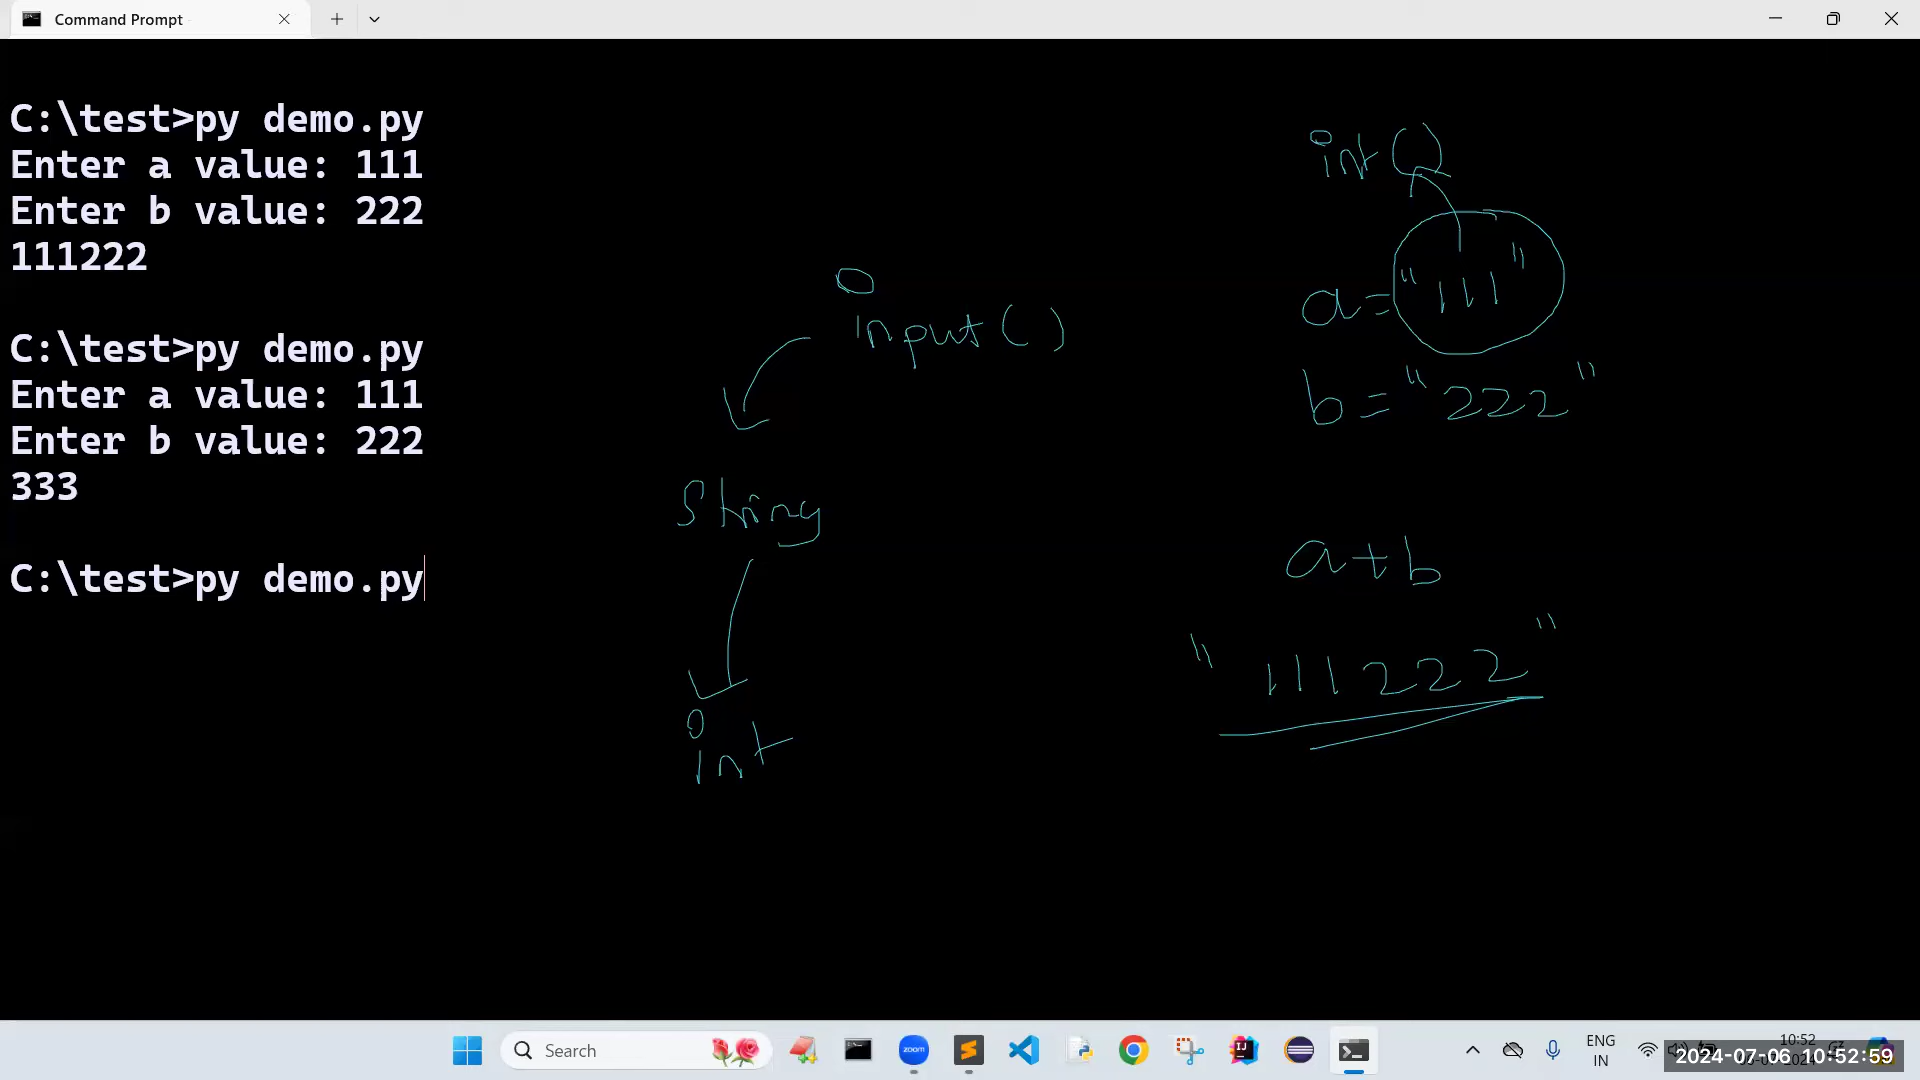 Command Prompt
C:\test>py demo.py
Enter a value: 111
Enter b value: 222
111222
C:\test>py demo.py
Enter a value: 111
Enter b value: 222
333
C:\test>py demo.py
input()
String
int
int()
a="111"
b="222"
a+b
"111222"
Search
zoom
ENG
IN
10:52
2024-07-06 10:52:59